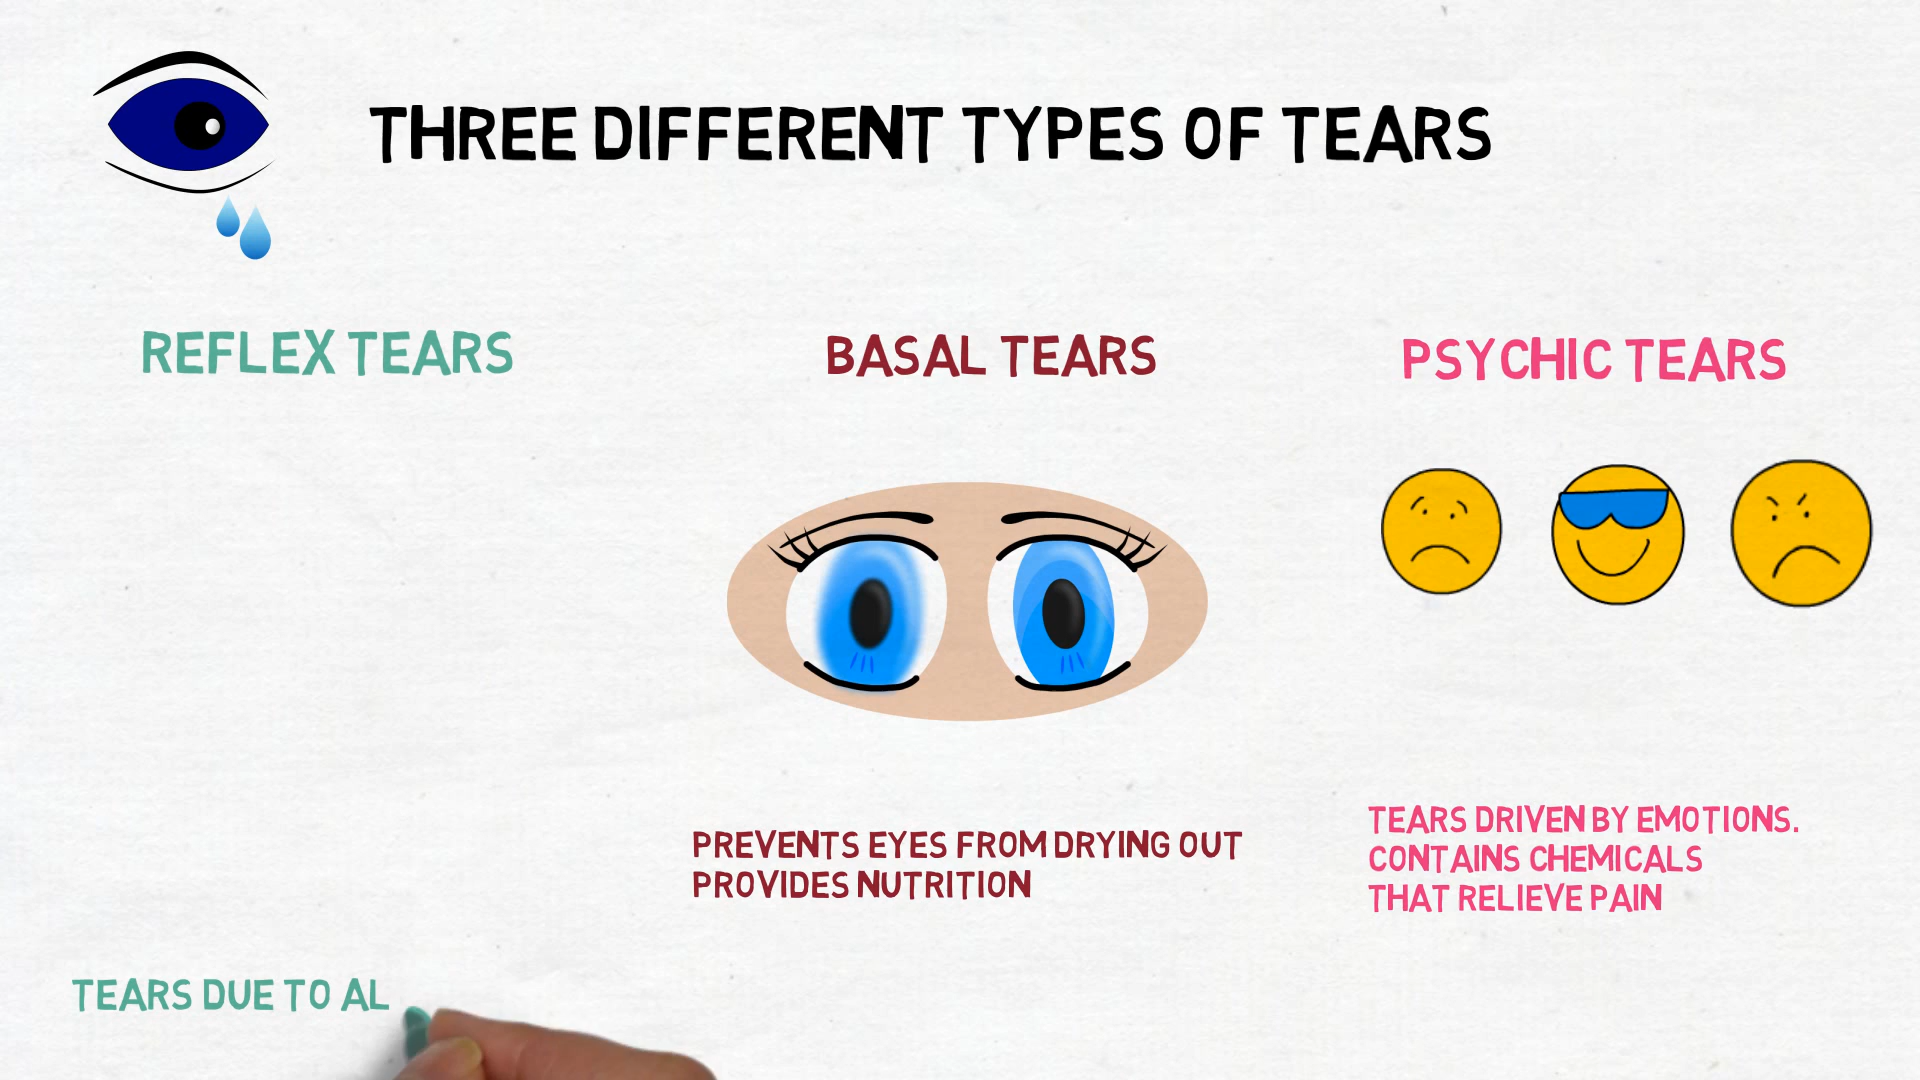 THREE DIFFERENT TYPES OF TEARS
REFLEX TEARS
BASAL TEARS
PSYCHIC TEARS
PREVENTS EYES FROM DRYING OUT
PROVIDES NUTRITION
TEARS DRIVEN BY EMOTIONS.
CONTAINS CHEMICALS
THAT RELIEVE PAIN
TEARS DUE TO AL